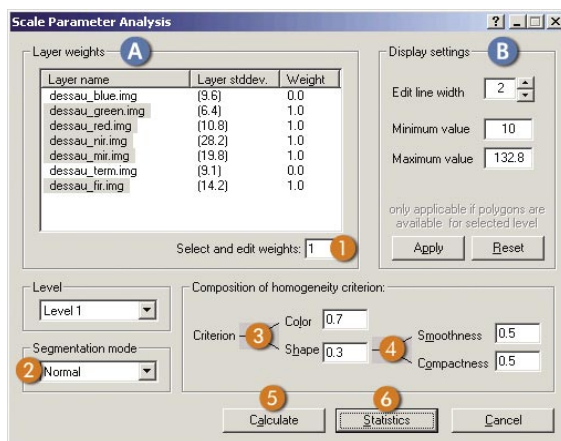 Scale Parameter Analysis
Layer weights A
Layer name Layer stddev. Weight
dessau_blue.img (9.6) 0.0
dessau_green.img (6.4) 1.0
dessau_red.img (10.8) 1.0
dessau_nir.img (28.2) 1.0
dessau_mir.img (19.8) 1.0
dessau_term.img (9.1) 0.0
dessau_fir.img (14.2) 1.0
Select and edit weights: 1 1
Display settings B
Edit line width 2
Minimum value 10
Maximum value 132.8
only applicable if polygons are
available for selected level
Apply Reset
Level
Level 1
Segmentation mode
2 Normal
Composition of homogeneity criterion:
Criterion 3
Color 0.7
Shape 0.3
4
Smoothness 0.5
Compactness 0.5
5 6
Calculate Statistics Cancel